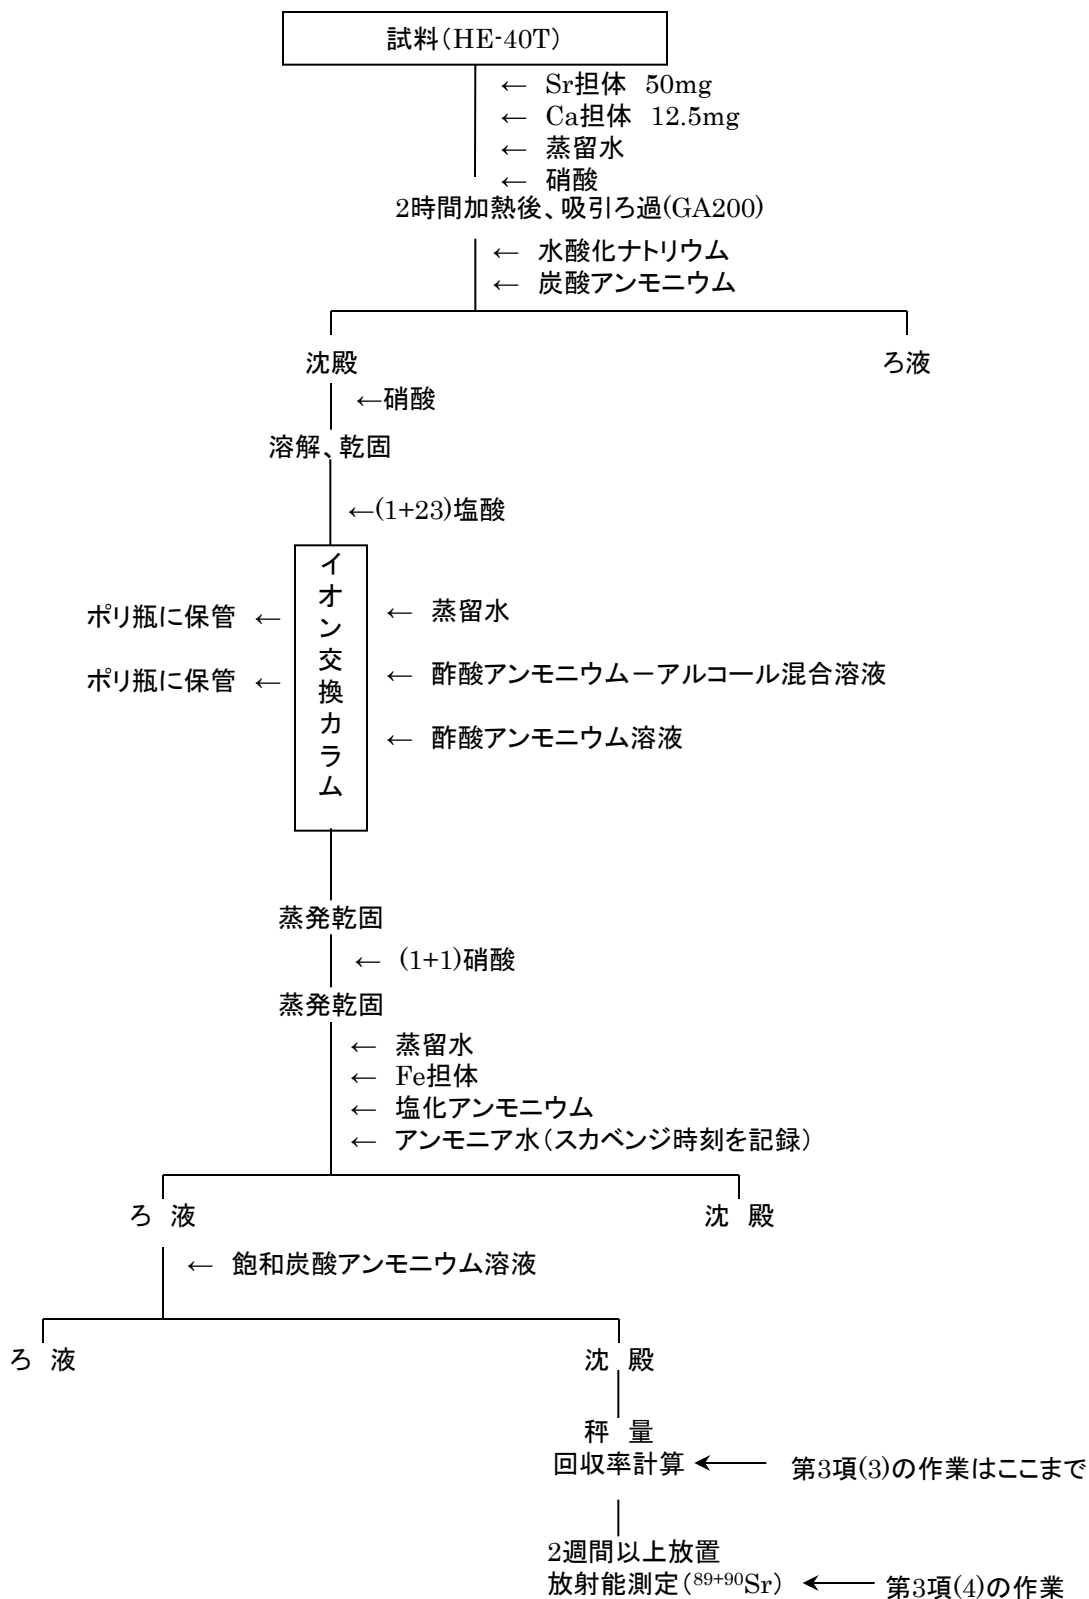 試料(HE-40T)
← Sr担体 50mg
← Ca担体 12.5mg
← 蒸留水
← 硝酸
2時間加熱後、吸引ろ過(GA200)
← 水酸化ナトリウム
← 炭酸アンモニウム
沈殿 ろ液
←硝酸
溶解、乾固
←(1+23)塩酸
イオン交換カラム
ポリ瓶に保管 ← ← 蒸留水
ポリ瓶に保管 ← ← 酢酸アンモニウム-アルコール混合溶液
← 酢酸アンモニウム溶液
蒸発乾固
← (1+1)硝酸
蒸発乾固
← 蒸留水
← Fe担体
← 塩化アンモニウム
← アンモニア水(スカベンジ時刻を記録)
ろ 液 沈 殿
← 飽和炭酸アンモニウム溶液
ろ 液 沈 殿
秤 量
回収率計算 ← 第3項(3)の作業はここまで
2週間以上放置
放射能測定(89+90Sr) ← 第3項(4)の作業